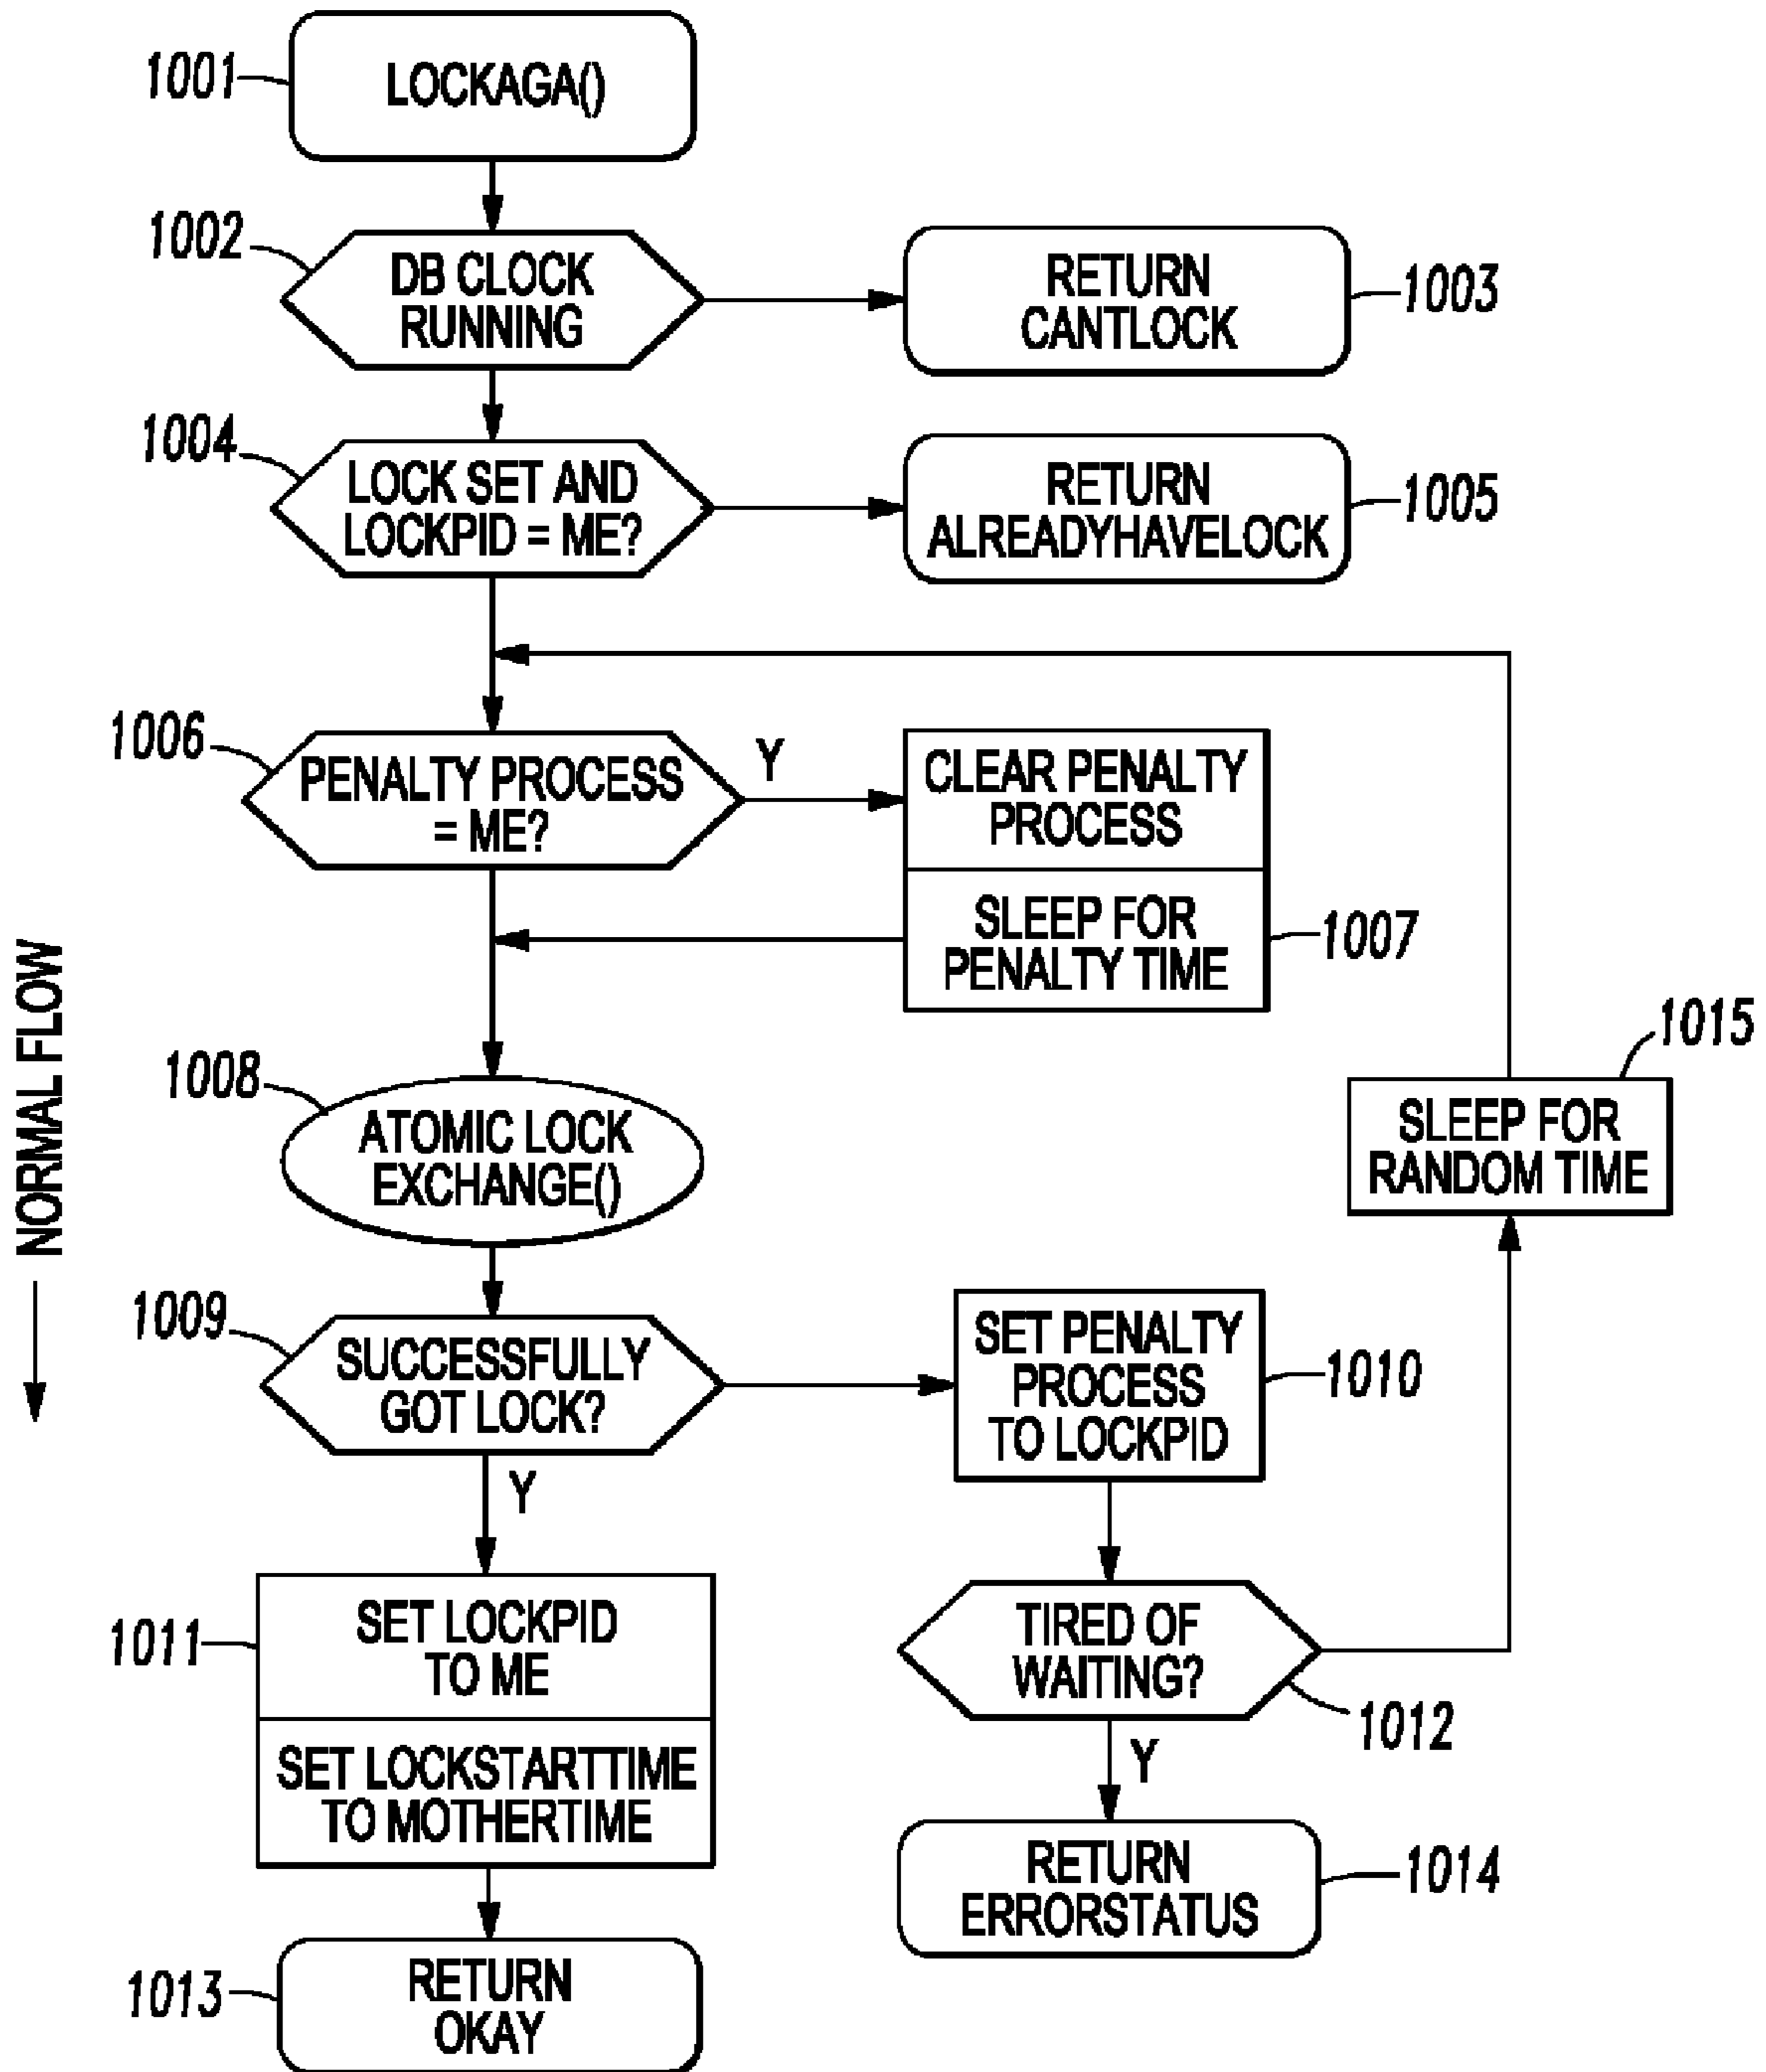 1001
LOCKAGA()
1002
DB CLOCK
RUNNING
RETURN
CANTLOCK
1003
1004
LOCK SET AND
LOCKPID = ME?
RETURN
ALREADYHAVELOCK
1005
1006
PENALTY PROCESS
= ME?
Y
CLEAR PENALTY
PROCESS
SLEEP FOR
PENALTY TIME
1007
NORMAL FLOW
1008
ATOMIC LOCK
EXCHANGE()
1015
SLEEP FOR
RANDOM TIME
1009
SUCCESSFULLY
GOT LOCK?
Y
SET PENALTY
PROCESS
TO LOCKPID
1010
1011
SET LOCKPID
TO ME
SET LOCKSTARTTIME
TO MOTHERTIME
TIRED OF
WAITING?
1012
Y
RETURN
ERRORSTATUS
1014
1013
RETURN
OKAY